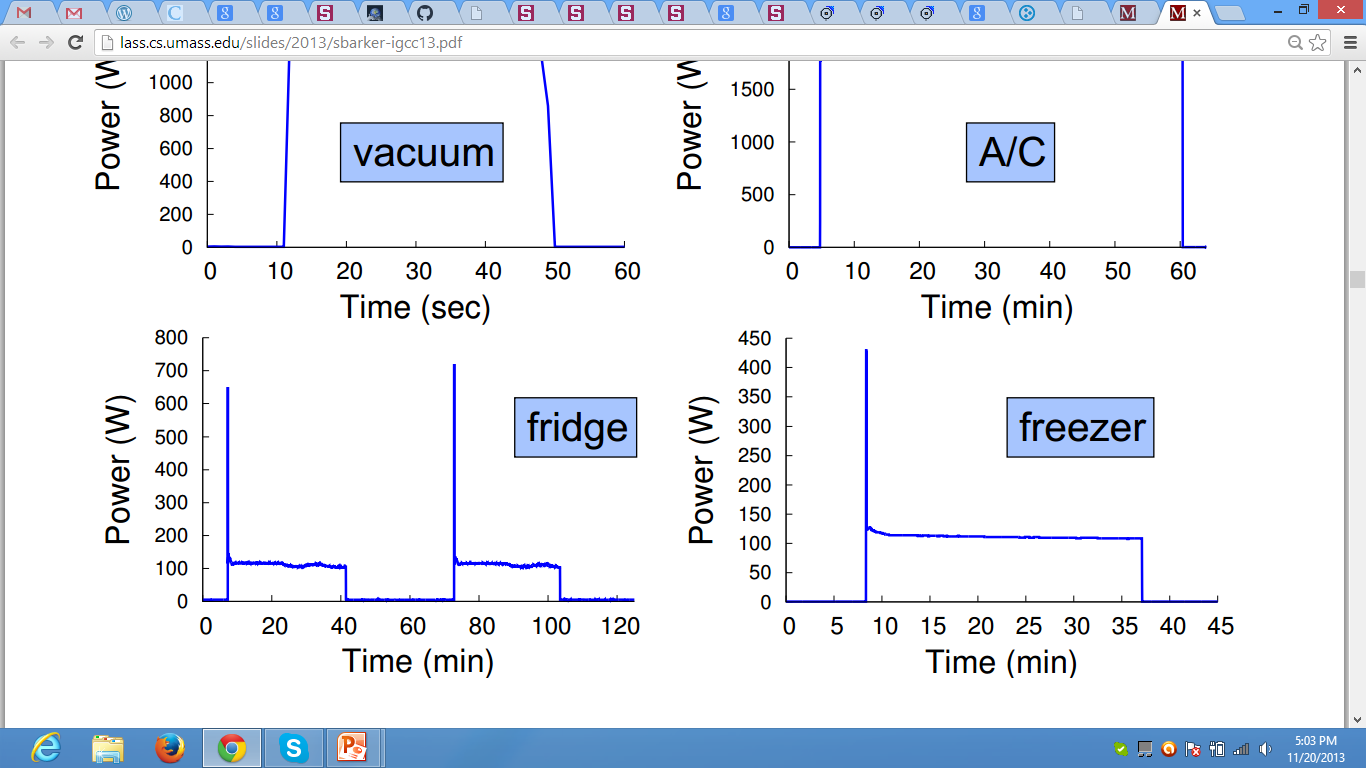 lass.cs.umass.edu/slides/2013/sbarker-igcc13.pdf
Power (W
1000
800
600
400
200
0
vacuum
0 10 20 30 40 50 60
Time (sec)
Power (W
1500
1000
500
0
A/C
0 10 20 30 40 50 60
Time (min)
Power (W)
800
700
600
500
400
300
200
100
0
fridge
0 20 40 60 80 100 120
Time (min)
Power (W)
450
400
350
300
250
200
150
100
50
0
freezer
0 5 10 15 20 25 30 35 40 45
Time (min)
5:03 PM
11/20/2013